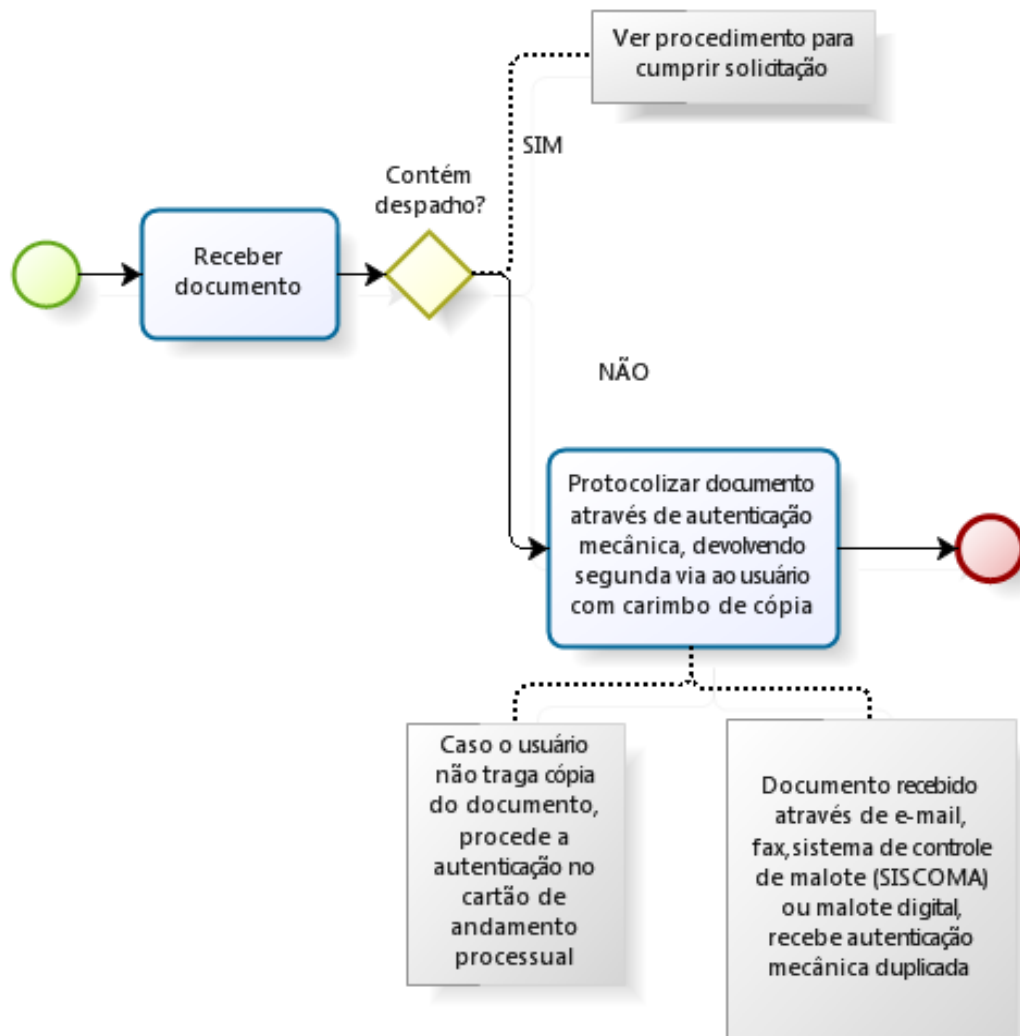 Ver procedimento para
cumprir solicitação
SIM
Contém
despacho?
Receber
documento
NÃO
Protocolizar documento
através de autenticação
mecânica, devolvendo
segunda via ao usuário
com carimbo de cópia
Caso o usuário
não traga cópia
do documento,
procede a
autenticação no
cartão de
andamento
processual
Documento recebido
através de e-mail,
fax, sistema de controle
de malote (SISCOMA)
ou malote digital,
recebe autenticação
mecânica duplicada